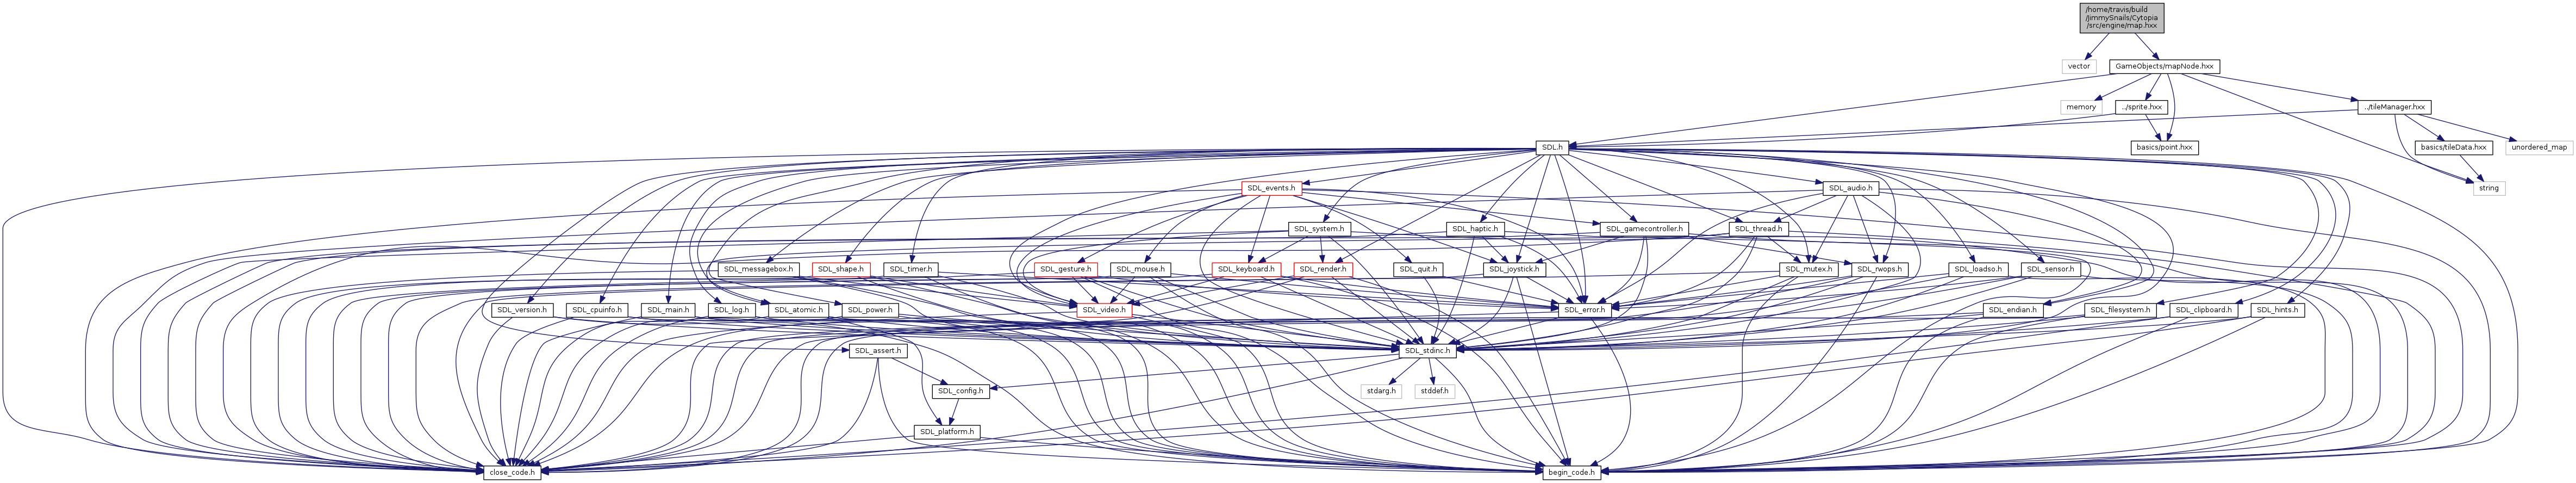 /home/travis/build
/JimmySnails/Cytopia
/src/engine/map.hxx
vector
GameObjects/mapNode.hxx
memory
../sprite.hxx
../tileManager.hxx
SDL.h
basics/point.hxx
basics/tileData.hxx
unordered_map
SDL_events.h
SDL_audio.h
string
SDL_system.h
SDL_haptic.h
SDL_gamecontroller.h
SDL_thread.h
SDL_messagebox.h
SDL_shape.h
SDL_timer.h
SDL_gesture.h
SDL_mouse.h
SDL_keyboard.h
SDL_render.h
SDL_quit.h
SDL_joystick.h
SDL_mutex.h
SDL_rwops.h
SDL_loadso.h
SDL_sensor.h
SDL_version.h
SDL_cpuinfo.h
SDL_main.h
SDL_log.h
SDL_atomic.h
SDL_power.h
SDL_video.h
SDL_error.h
SDL_endian.h
SDL_filesystem.h
SDL_clipboard.h
SDL_hints.h
SDL_assert.h
SDL_stdinc.h
SDL_config.h
stdarg.h
stddef.h
SDL_platform.h
close_code.h
begin_code.h